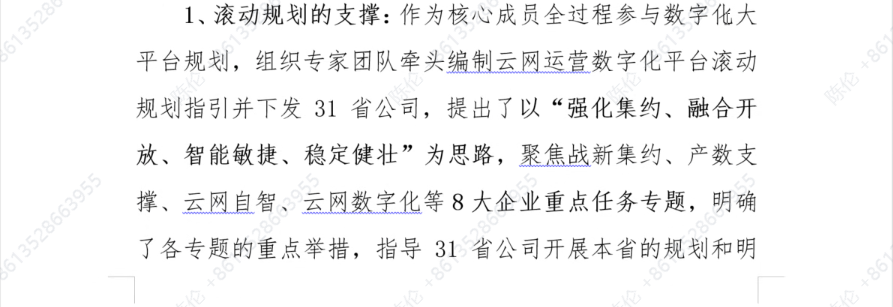 1、滚动规划的支撑：作为核心成员全过程参与数字化大
平台规划，组织专家团队牵头编制云网运营数字化平台滚动
规划指引并下发 31 省公司，提出了以“强化集约、融合开
放、智能敏捷、稳定健壮”为思路，聚焦战新集约、产数支
撑、云网自智、云网数字化等 8 大企业重点任务专题，明确
了各专题的重点举措，指导 31 省公司开展本省的规划和明
陈伦 +8613528663955